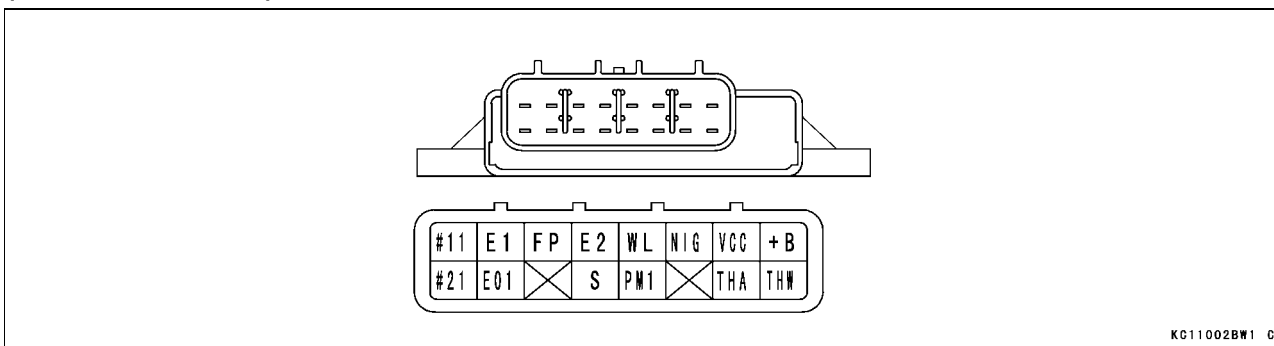 #11 E1 FP E2 WL NIG VCC +B
#21 E01 S PM1 THA THW
KC11002BW1 C